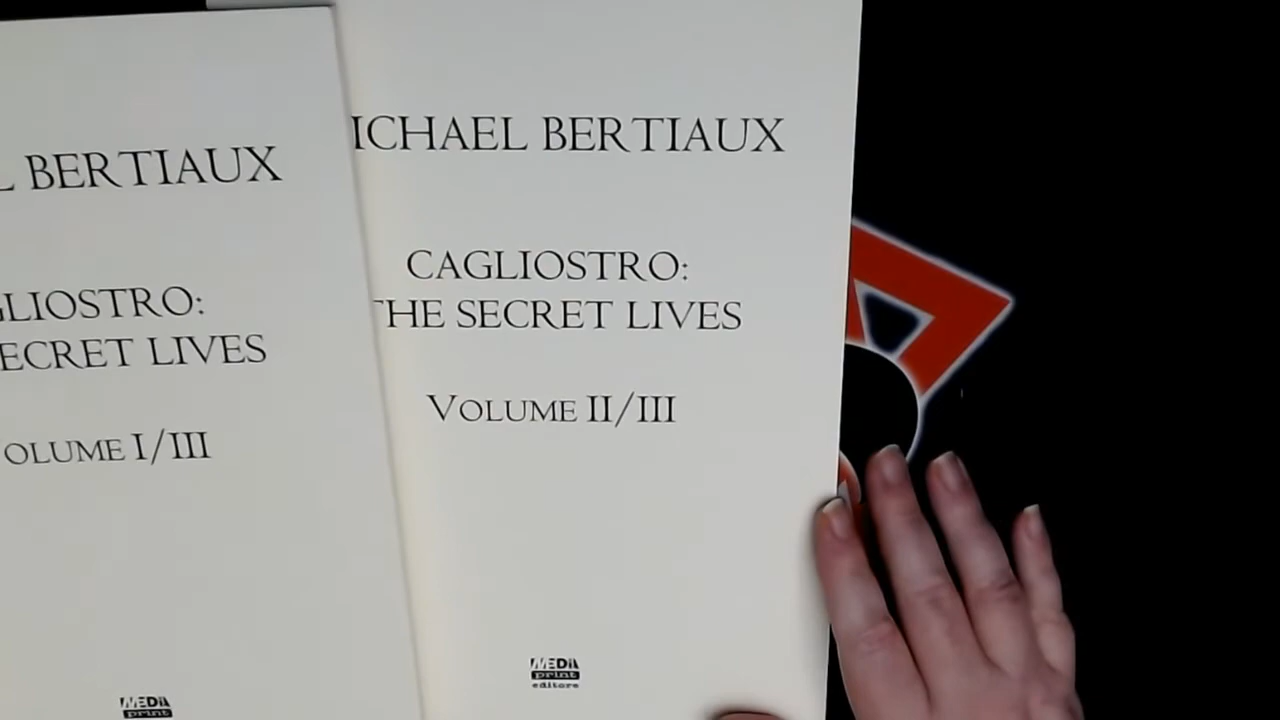 L BERTIAUX
GLIOSTRO:
SECRET LIVES
OLUME I/III
MEDIA
print
ICHAEL BERTIAUX
CAGLIOSTRO:
THE SECRET LIVES
VOLUME II/III
MEDIA
print
editore